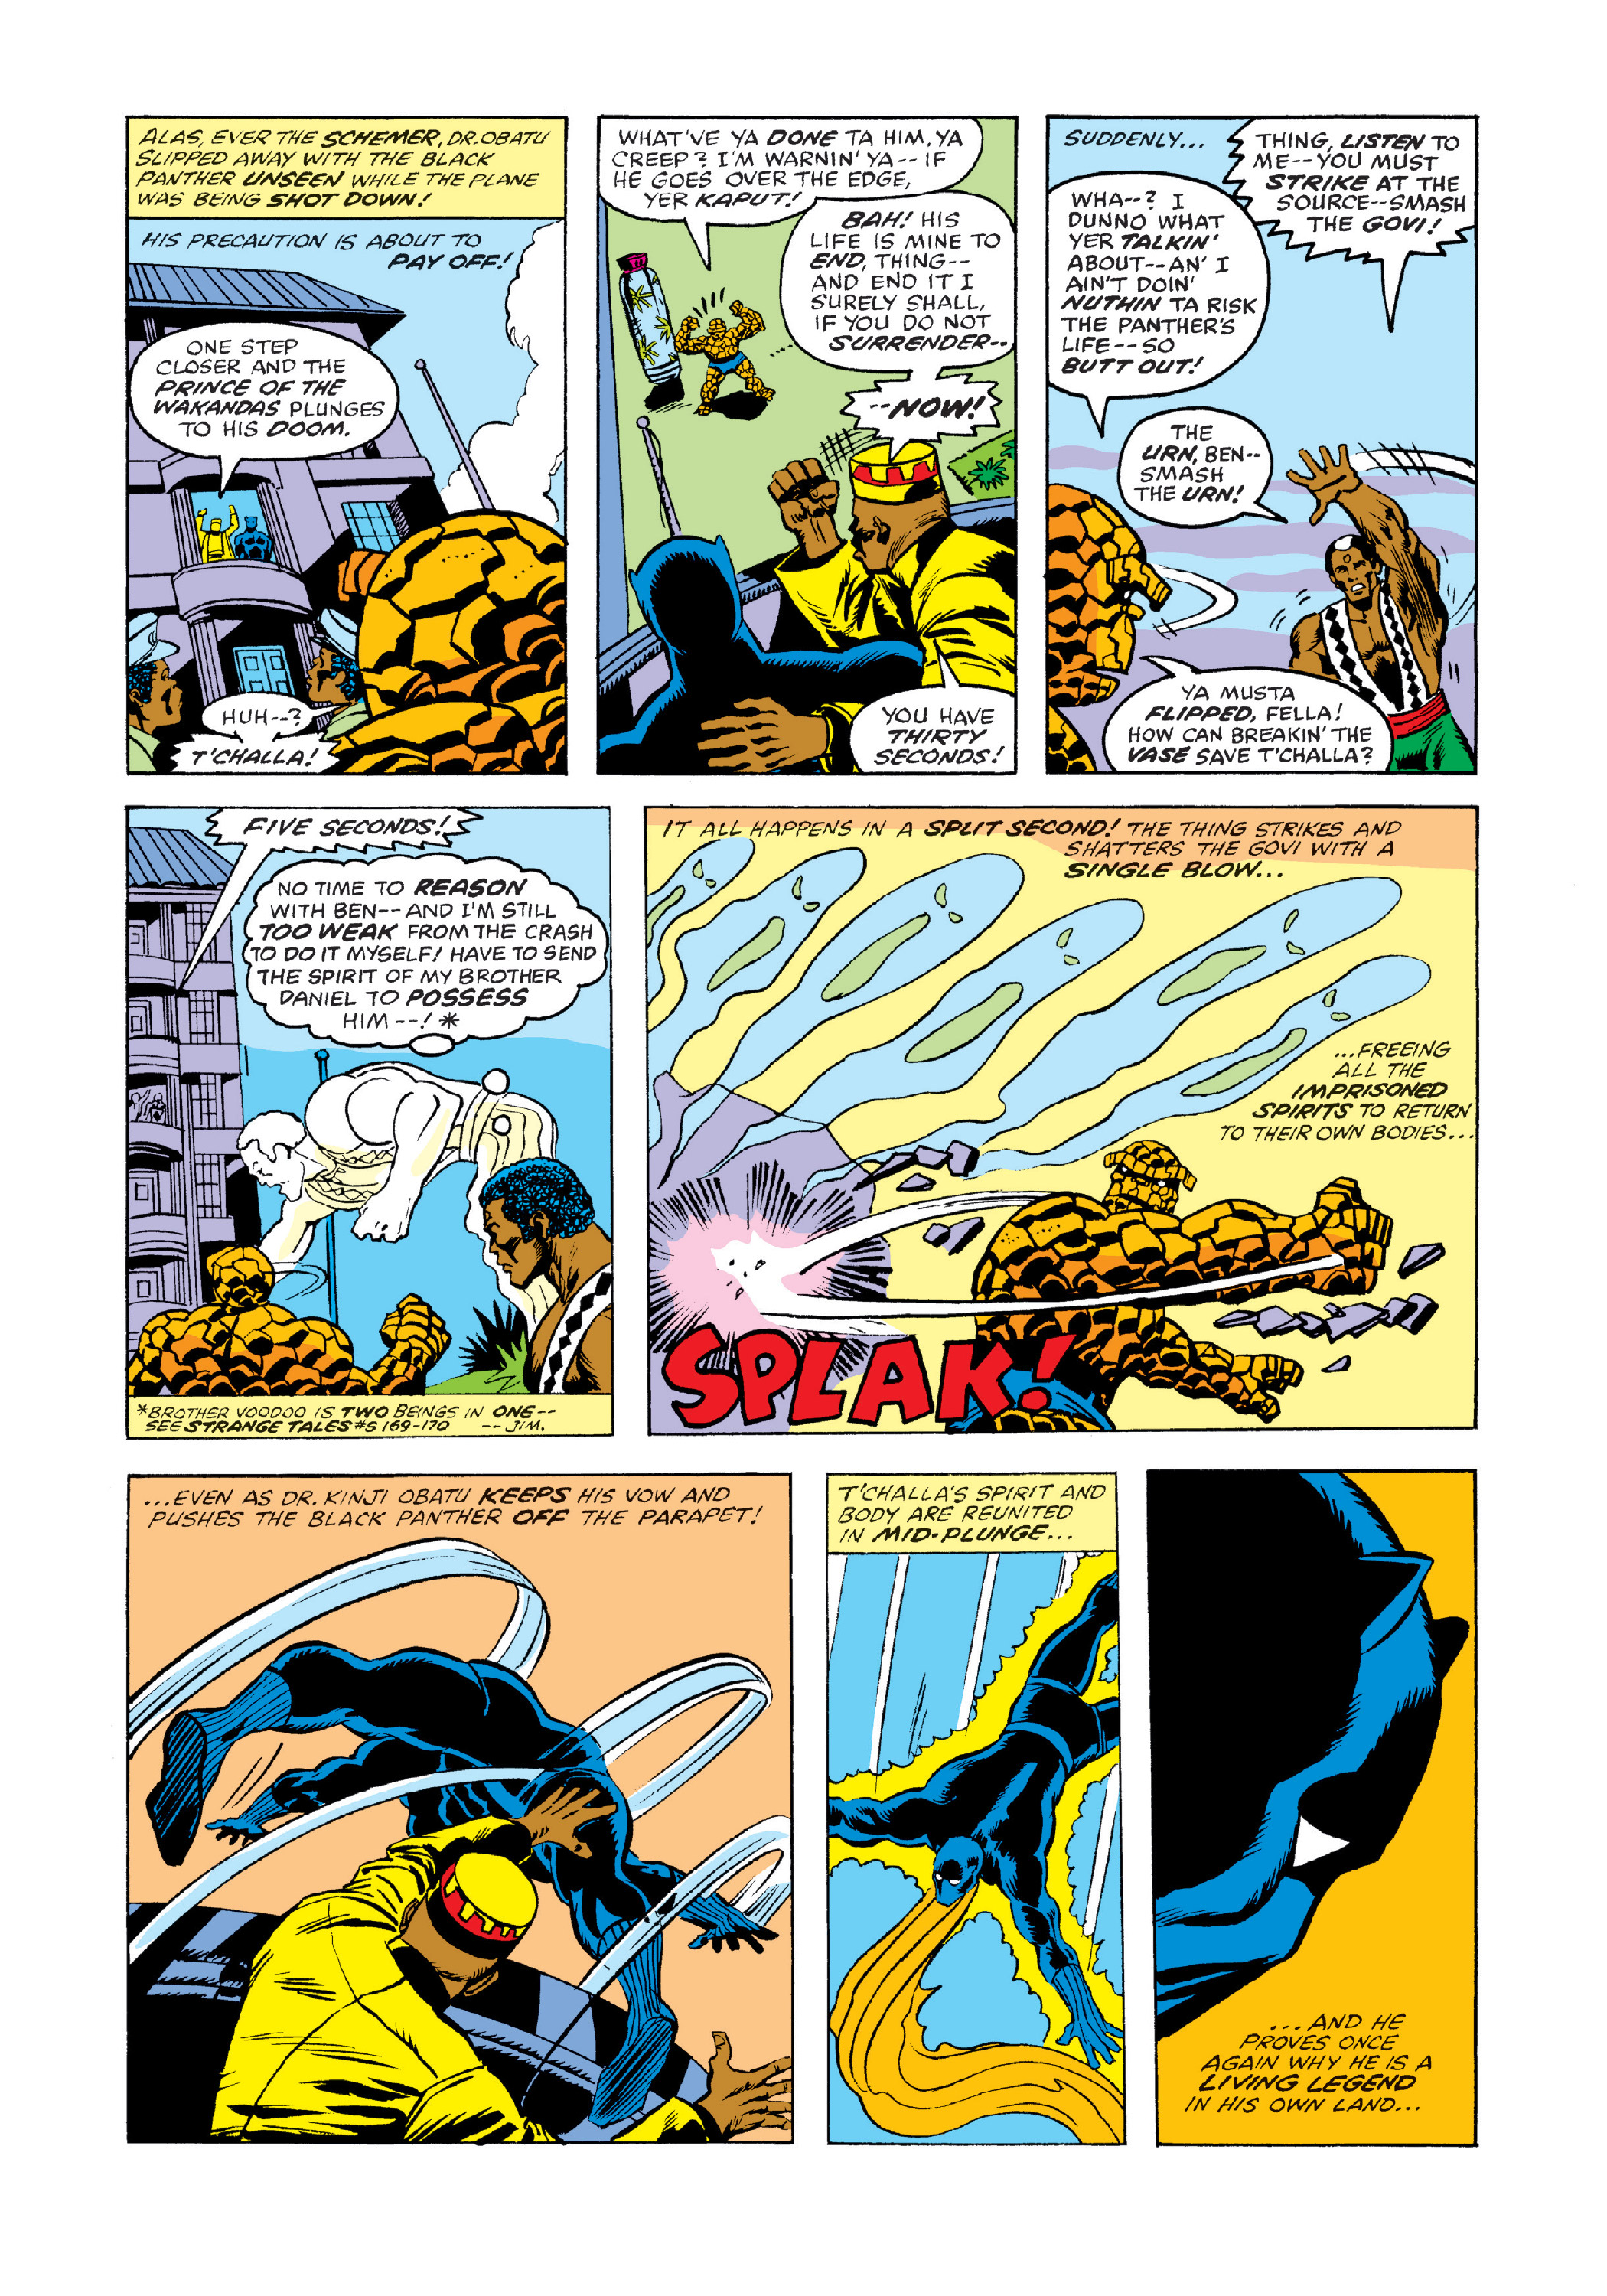 ALAS, EVER THE SCHEMER, DR. OBATU
SLIPPED AWAY WITH THE BLACK
PANTHER UNSEEN WHILE THE PLANE
WAS BEING SHOT DOWN!
HIS PRECAUTION IS ABOUT TO
PAY OFF!
ONE STEP
CLOSER AND THE
PRINCE OF THE
WAKANDAS PLUNGES
TO HIS DOOM.
HUH--?
T'CHALLA!
WHAT'VE YA DONE TA HIM, YA
CREEP? I'M WARNIN' YA-- IF
HE GOES OVER THE EDGE,
YER KAPUT!
BAH! HIS
LIFE IS MINE TO
END, THING--
AND END IT I
SURELY SHALL,
IF YOU DO NOT
SURRENDER--
--NOW!
YOU HAVE
THIRTY
SECONDS!
SUDDENLY...
THING, LISTEN TO
ME--YOU MUST
STRIKE AT THE
SOURCE--SMASH
THE GOVI!
WHA--? I
DUNNO WHAT
YER TALKIN'
ABOUT--AN' I
AIN'T DOIN'
NUTHIN TA RISK
THE PANTHER'S
LIFE--SO
BUTT OUT!
THE
URN, BEN--
SMASH
THE URN!
YA MUSTA
FLIPPED, FELLA!
HOW CAN BREAKIN' THE
VASE SAVE T'CHALLA?
FIVE SECONDS!
NO TIME TO REASON
WITH BEN--AND I'M STILL
TOO WEAK FROM THE CRASH
TO DO IT MYSELF! HAVE TO SEND
THE SPIRIT OF MY BROTHER
DANIEL TO POSSESS
HIM--!*
*BROTHER VOODOO IS TWO BEINGS IN ONE--
SEE STRANGE TALES #S 169-170 -- JIM.
IT ALL HAPPENS IN A SPLIT SECOND! THE THING STRIKES AND
SHATTERS THE GOVI WITH A
SINGLE BLOW...
...FREEING
ALL THE
IMPRISONED
SPIRITS TO RETURN
TO THEIR OWN BODIES...
SPLAK!
...EVEN AS DR. KINJI OBATU KEEPS HIS VOW AND
PUSHES THE BLACK PANTHER OFF THE PARAPET!
T'CHALLA'S SPIRIT AND
BODY ARE REUNITED
IN MID-PLUNGE...
...AND HE
PROVES ONCE
AGAIN WHY HE IS A
LIVING LEGEND
IN HIS OWN LAND...